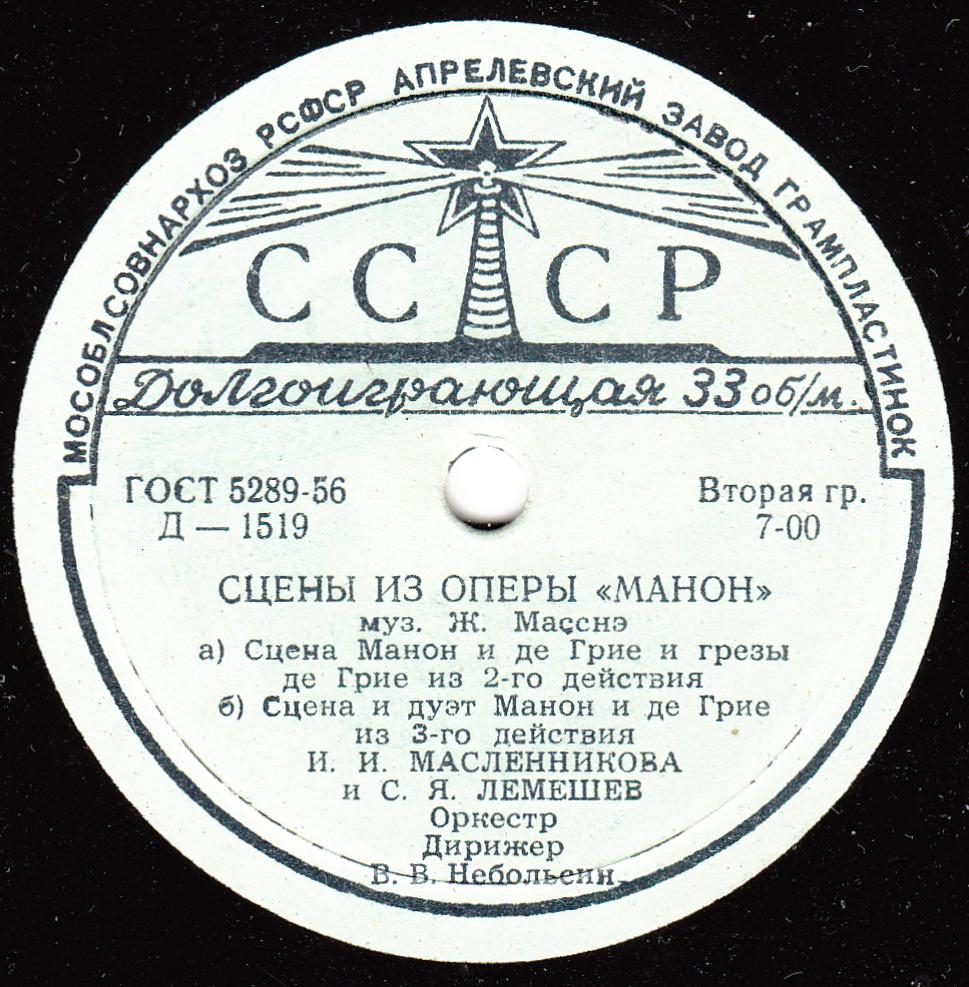 МОСОБЛСОВНАРХОЗ РСФСР АПРЕЛЕВСКИЙ ЗАВОД ГРАМПЛАСТИНОК
СССР
Долгоиграющая 33 об/м.
ГОСТ 5289-56
Д — 1519
Вторая гр.
7-00
СЦЕНЫ ИЗ ОПЕРЫ «МАНОН»
муз. Ж. Масснэ
а) Сцена Манон и де Грие и грезы
де Грие из 2-го действия
б) Сцена и дуэт Манон и де Грие
из 3-го действия
И. И. МАСЛЕННИКОВА
и С. Я. ЛЕМЕШЕВ
Оркестр
Дирижер
В. В. Небольсин